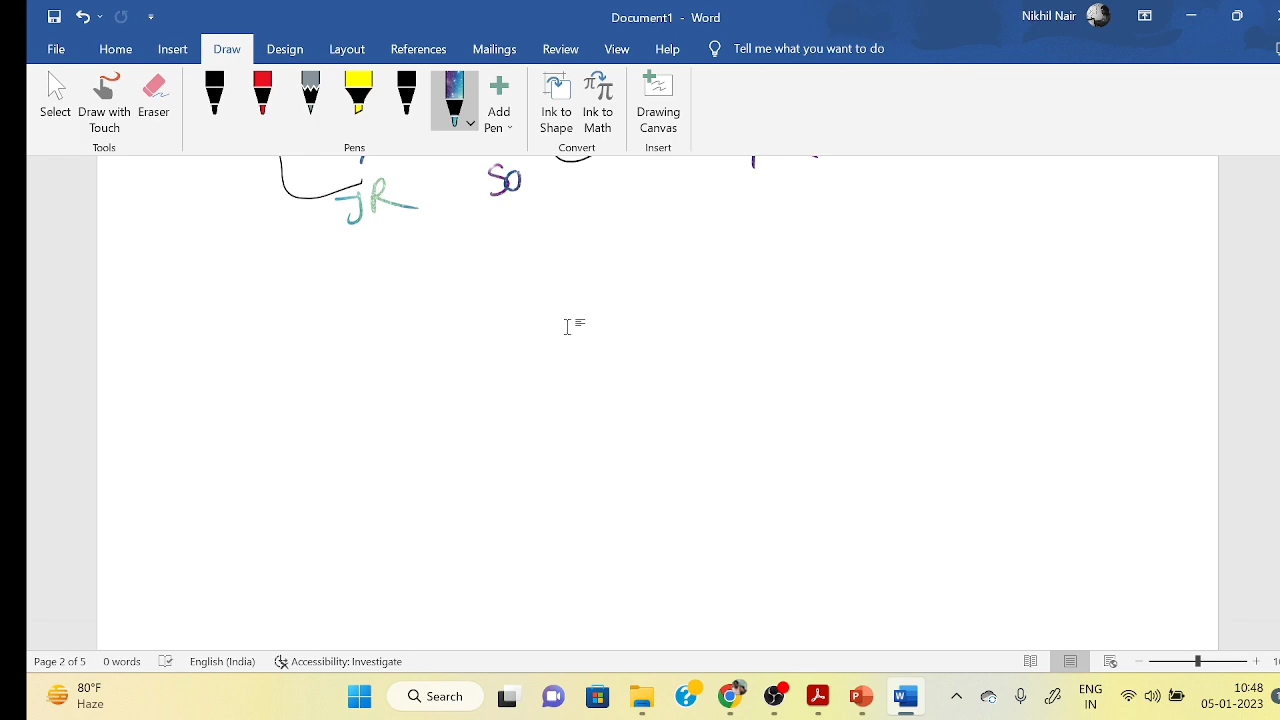 Document1 - Word
Nikhil Nair
File Home Insert Draw Design Layout References Mailings Review View Help Tell me what you want to do
Select
Draw with Touch
Eraser
Add Pen
Ink to Shape
Ink to Math
Drawing Canvas
Tools Pens Convert Insert
SO
JR
Page 2 of 5 0 words English (India) Accessibility: Investigate
80°F
Haze
Search
ENG
IN
10:48
05-01-2023